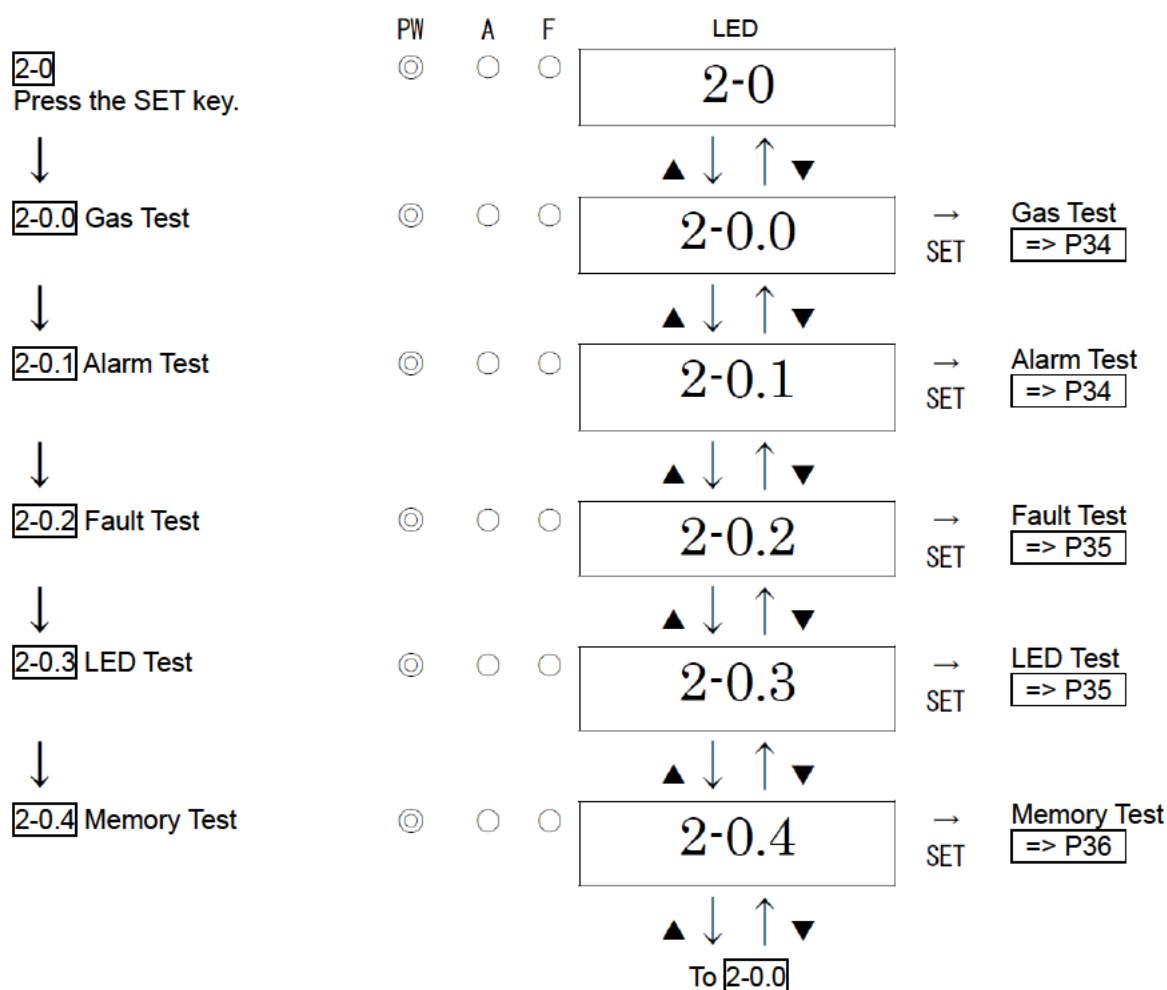 PW A F LED
2-0 ◎ ○ ○ 2-0
Press the SET key.
↓ ▲ ↓ ↑ ▼
2-0.0 Gas Test ◎ ○ ○ 2-0.0 → Gas Test
SET => P34
↓ ▲ ↓ ↑ ▼
2-0.1 Alarm Test ◎ ○ ○ 2-0.1 → Alarm Test
SET => P34
↓ ▲ ↓ ↑ ▼
2-0.2 Fault Test ◎ ○ ○ 2-0.2 → Fault Test
SET => P35
↓ ▲ ↓ ↑ ▼
2-0.3 LED Test ◎ ○ ○ 2-0.3 → LED Test
SET => P35
↓ ▲ ↓ ↑ ▼
2-0.4 Memory Test ◎ ○ ○ 2-0.4 → Memory Test
SET => P36
▲ ↓ ↑ ▼
To 2-0.0